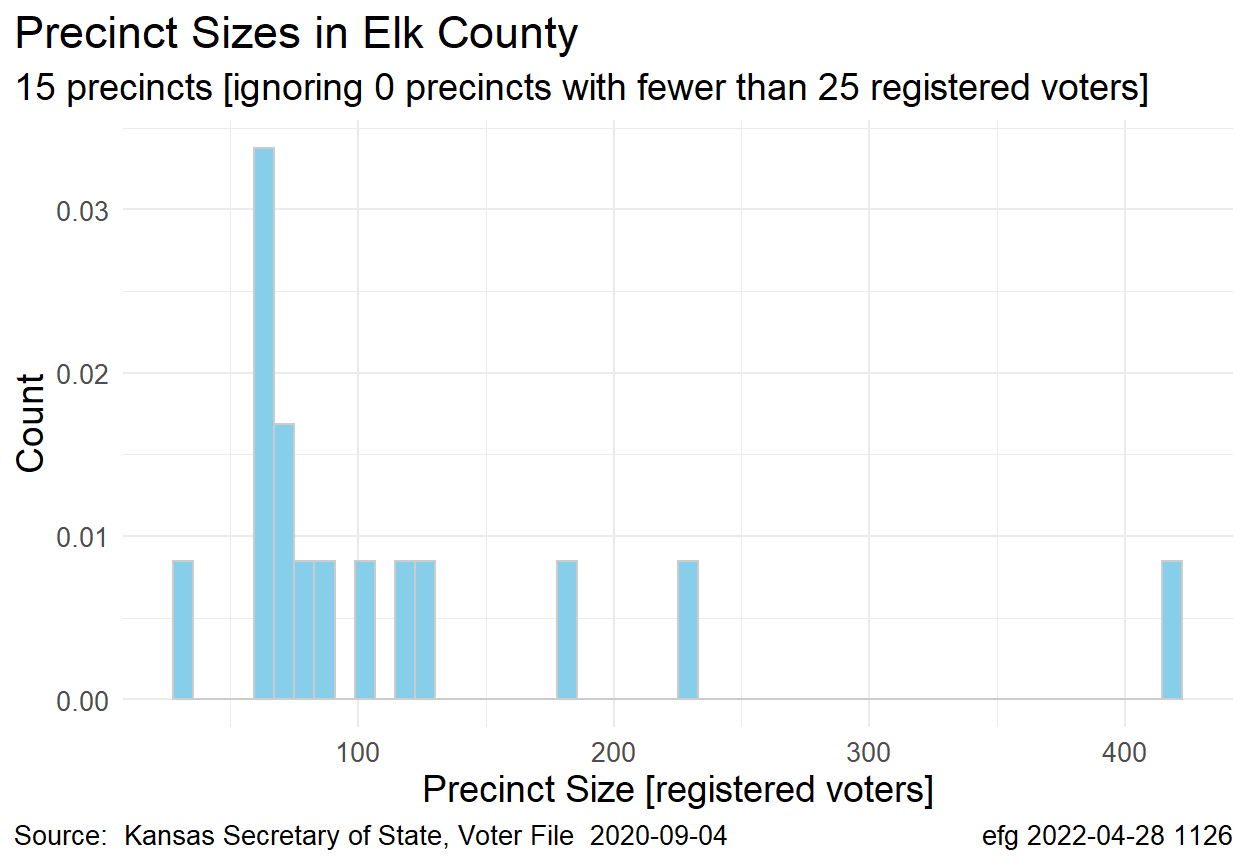 Precinct Sizes in Elk County
15 precincts [ignoring 0 precincts with fewer than 25 registered voters]
0.03
0.02
0.01
0.00
Count
100 200 300 400
Precinct Size [registered voters]
Source:  Kansas Secretary of State, Voter File  2020-09-04
efg 2022-04-28 1126